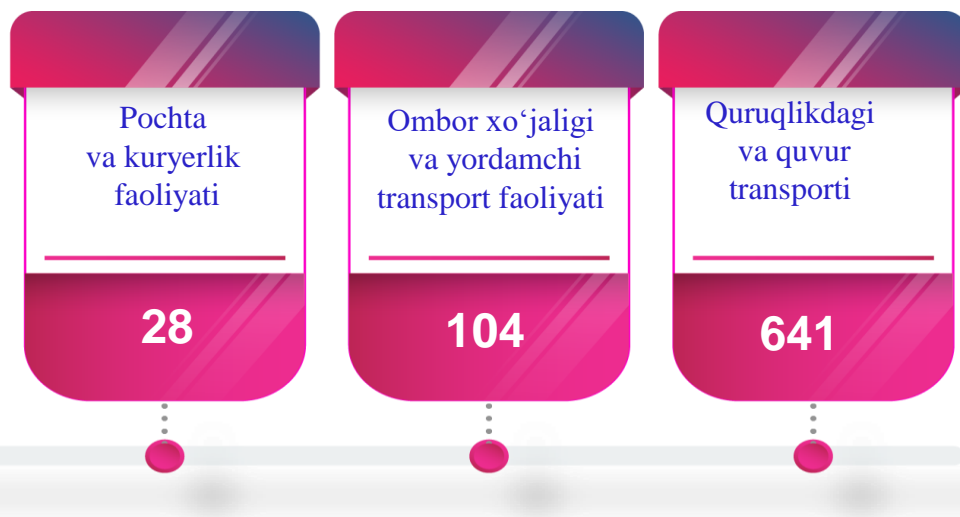 Pochta
va kuryerlik
faoliyati
28
Ombor xo‘jaligi
va yordamchi
transport faoliyati
104
Quruqlikdagi
va quvur
transporti
641